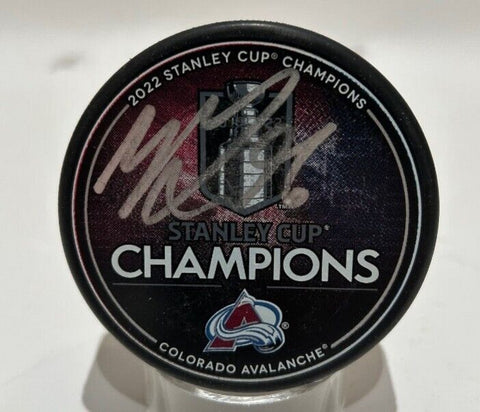 2022 STANLEY CUP® CHAMPIONS
STANLEY CUP®
CHAMPIONS
COLORADO AVALANCHE®